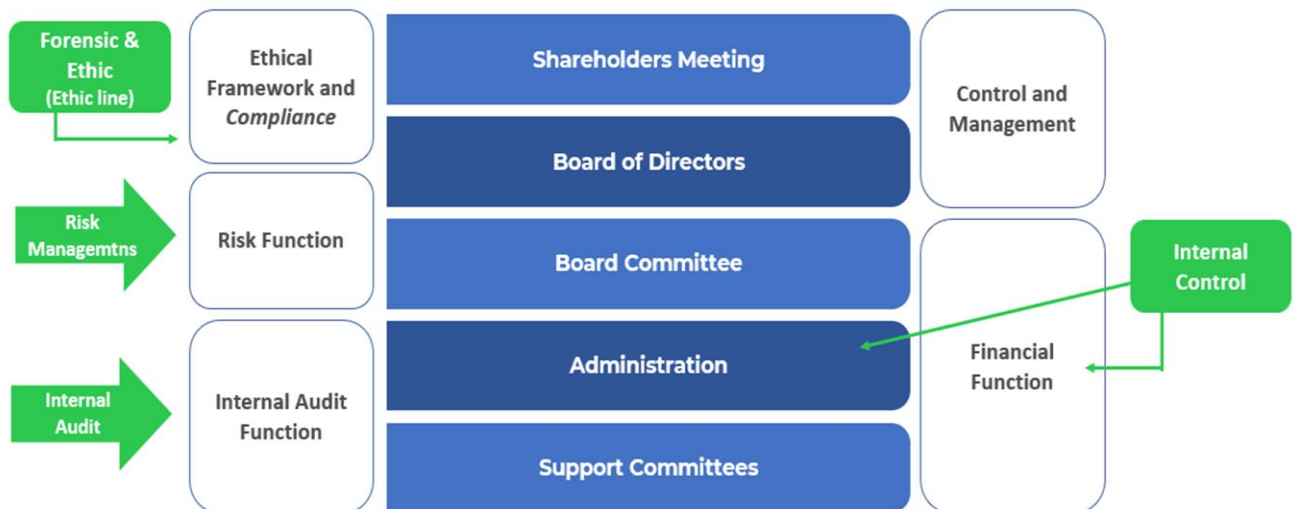 Forensic &
Ethic
(Ethic line)
Ethical
Framework and
Compliance
Shareholders Meeting
Control and
Management
Board of Directors
Risk
Managemtns
Risk Function
Board Committee
Internal
Control
Administration
Financial
Function
Internal
Audit
Internal Audit
Function
Support Committees